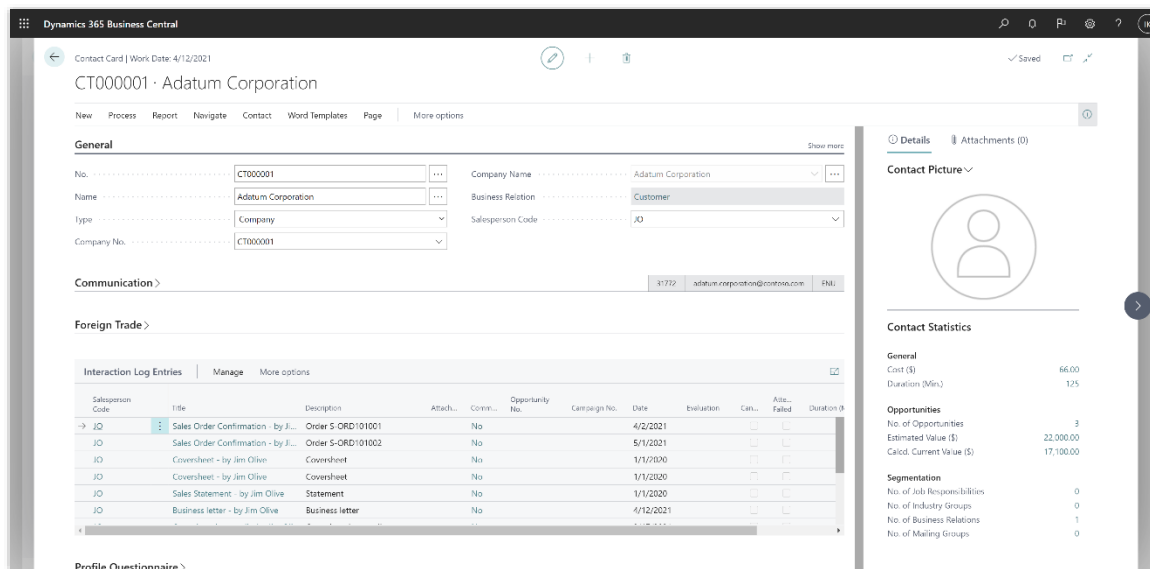 Dynamics 365 Business Central
Contact Card | Work Date: 4/12/2021
Saved
CT000001 · Adatum Corporation
New Process Report Navigate Contact Word Templates Page More options
General Show more
No. CT000001
Name Adatum Corporation
Type Company
Company No. CT000001
Company Name Adatum Corporation
Business Relation Customer
Salesperson Code JO
Communication 31772 adatum.corporation@contoso.com ENU
Foreign Trade
Interaction Log Entries Manage More options
Salesperson Code Title Description Attach... Comm... Opportunity No. Campaign No. Date Evaluation Can... Atte... Failed Duration (M
JO Sales Order Confirmation - by Ji... Order S-ORD101001 No 4/2/2021
JO Sales Order Confirmation - by Ji... Order S-ORD101002 No 5/1/2021
JO Coversheet - by Jim Olive Coversheet No 1/1/2020
JO Coversheet - by Jim Olive Coversheet No 1/1/2020
JO Sales Statement - by Jim Olive Statement No 1/1/2020
JO Business letter - by Jim Olive Business letter No 4/12/2021
Profile Questionnaire
Details Attachments (0)
Contact Picture
Contact Statistics
General
Cost ($) 66.00
Duration (Min.) 125
Opportunities
No. of Opportunities 3
Estimated Value ($) 22,000.00
Calcd. Current Value ($) 17,100.00
Segmentation
No. of Job Responsibilities 0
No. of Industry Groups 0
No. of Business Relations 1
No. of Mailing Groups 0